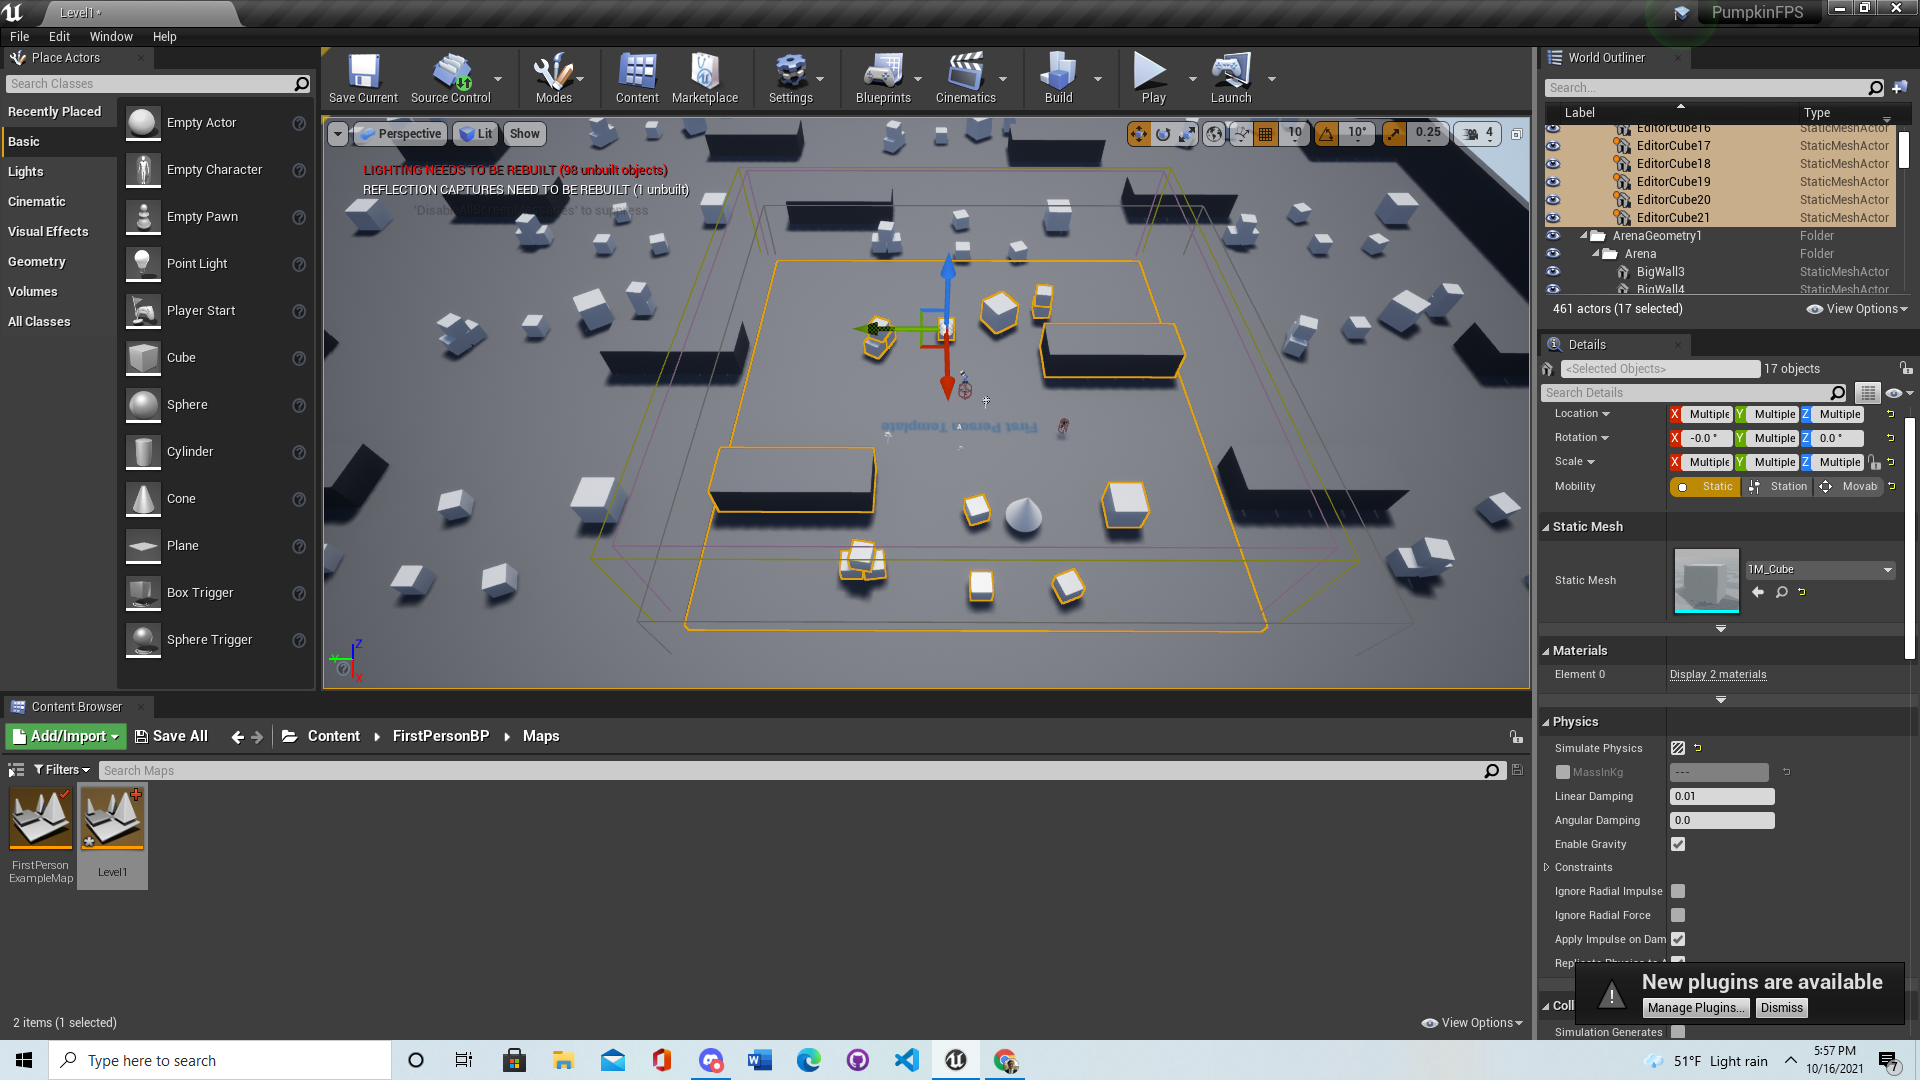 Level1*
PumpkinFPS
File Edit Window Help
Place Actors
Search Classes
Recently Placed
Basic
Lights
Cinematic
Visual Effects
Geometry
Volumes
All Classes
Empty Actor
Empty Character
Empty Pawn
Point Light
Player Start
Cube
Sphere
Cylinder
Cone
Plane
Box Trigger
Sphere Trigger
Save Current Source Control Modes Content Marketplace Settings Blueprints Cinematics Build Play Launch
Perspective Lit Show
10 10° 0.25 4
LIGHTING NEEDS TO BE REBUILT (98 unbuilt objects)
REFLECTION CAPTURES NEED TO BE REBUILT (1 unbuilt)
'DisableAllScreenMessages' to suppress
First Person Template
Z
Y
X
World Outliner
Search...
Label Type
EditorCube16 StaticMeshActor
EditorCube17 StaticMeshActor
EditorCube18 StaticMeshActor
EditorCube19 StaticMeshActor
EditorCube20 StaticMeshActor
EditorCube21 StaticMeshActor
ArenaGeometry1 Folder
Arena Folder
BigWall3 StaticMeshActor
BigWall4 StaticMeshActor
461 actors (17 selected) View Options
Details
<Selected Objects> 17 objects
Search Details
Location X Multiple Y Multiple Z Multiple
Rotation X -0.0 ° Y Multiple Z 0.0 °
Scale X Multiple Y Multiple Z Multiple
Mobility Static Station Movab
Static Mesh
Static Mesh 1M_Cube
Materials
Element 0 Display 2 materials
Physics
Simulate Physics
MassInKg ---
Linear Damping 0.01
Angular Damping 0.0
Enable Gravity
Constraints
Ignore Radial Impulse
Ignore Radial Force
Apply Impulse on Dam
Replicate Physics to A
Coll
Simulation Generates
New plugins are available
Manage Plugins... Dismiss
Content Browser
Add/Import Save All Content FirstPersonBP Maps
Filters Search Maps
FirstPerson
ExampleMap
Level1
2 items (1 selected) View Options
Type here to search
51°F Light rain
5:57 PM
10/16/2021
7